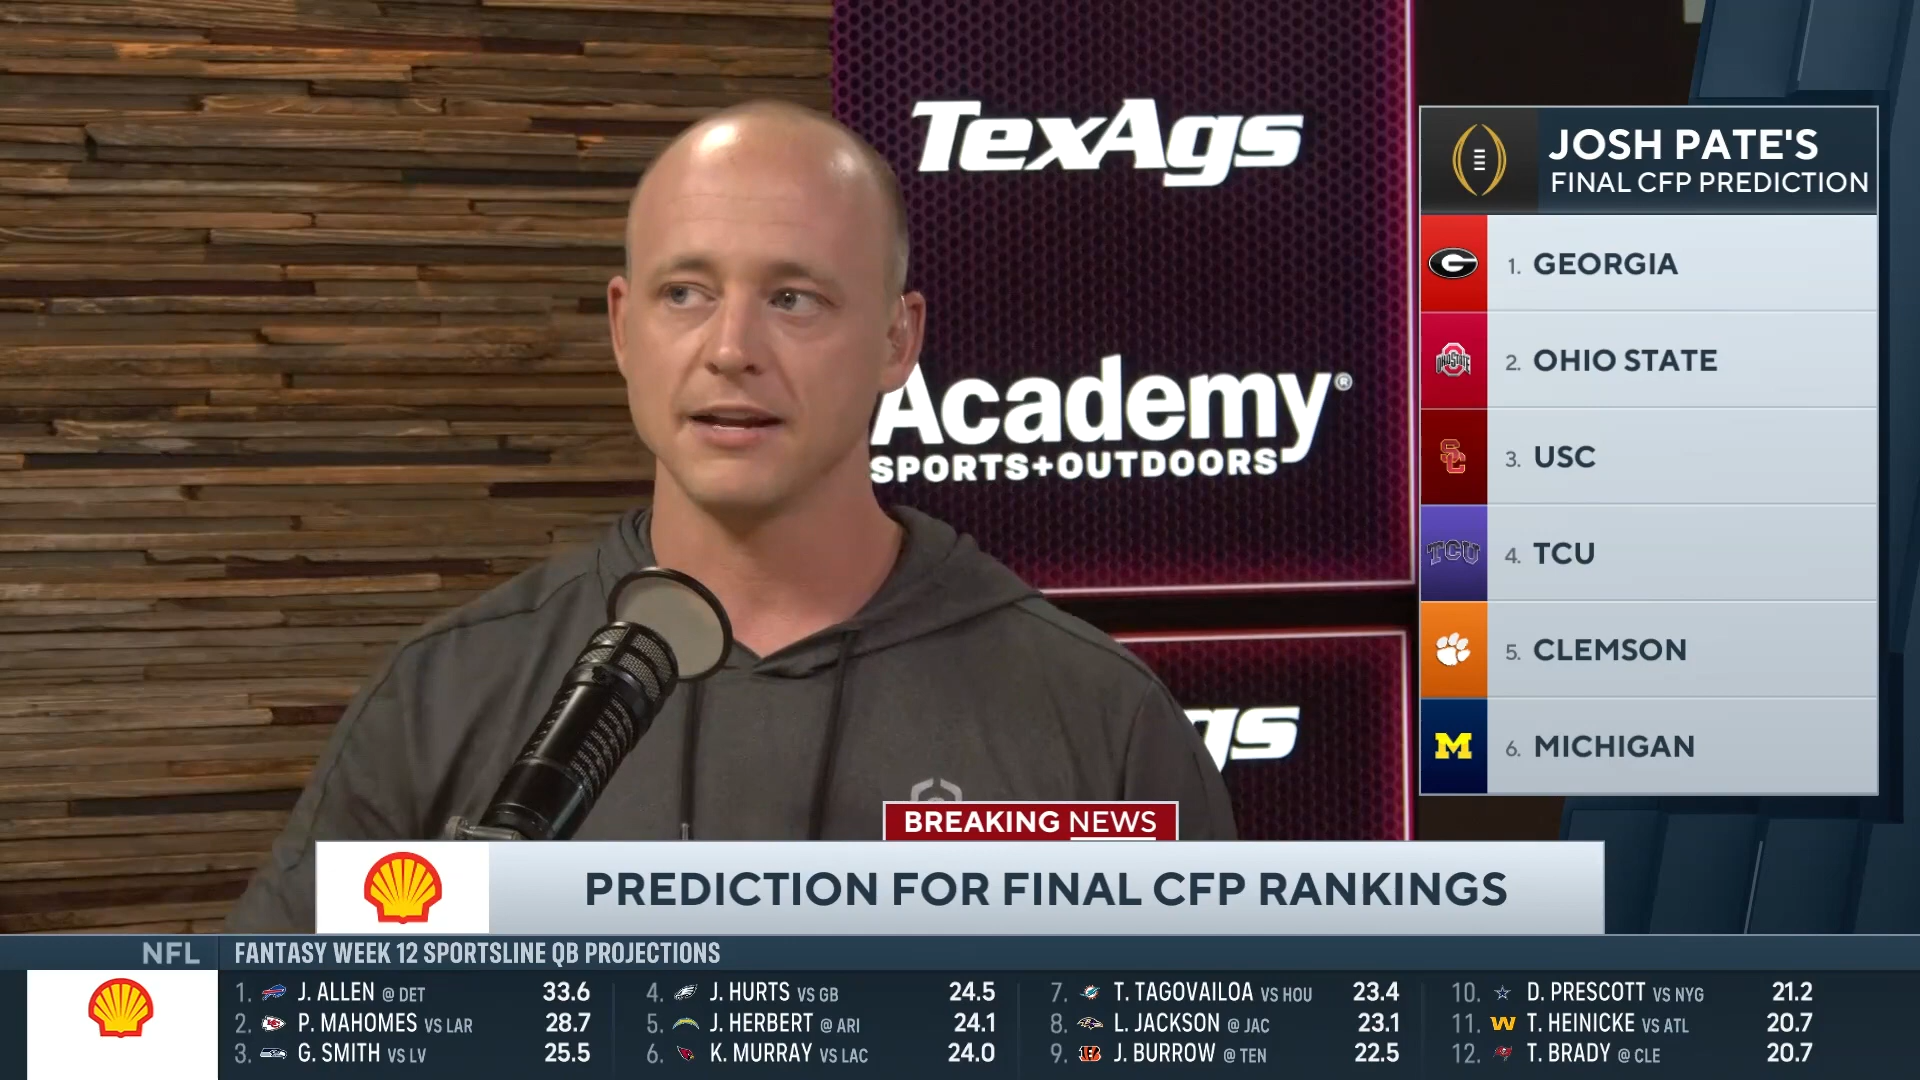 TexAgs
Academy®
SPORTS+OUTDOORS
gs
JOSH PATE'S
FINAL CFP PREDICTION
1. GEORGIA
2. OHIO STATE
3. USC
4. TCU
5. CLEMSON
6. MICHIGAN
BREAKING NEWS
PREDICTION FOR FINAL CFP RANKINGS
NFL FANTASY WEEK 12 SPORTSLINE QB PROJECTIONS
1. J. ALLEN @ DET 33.6
2. P. MAHOMES VS LAR 28.7
3. G. SMITH VS LV 25.5
4. J. HURTS VS GB 24.5
5. J. HERBERT @ ARI 24.1
6. K. MURRAY VS LAC 24.0
7. T. TAGOVAILOA VS HOU 23.4
8. L. JACKSON @ JAC 23.1
9. J. BURROW @ TEN 22.5
10. D. PRESCOTT VS NYG 21.2
11. T. HEINICKE VS ATL 20.7
12. T. BRADY @ CLE 20.7